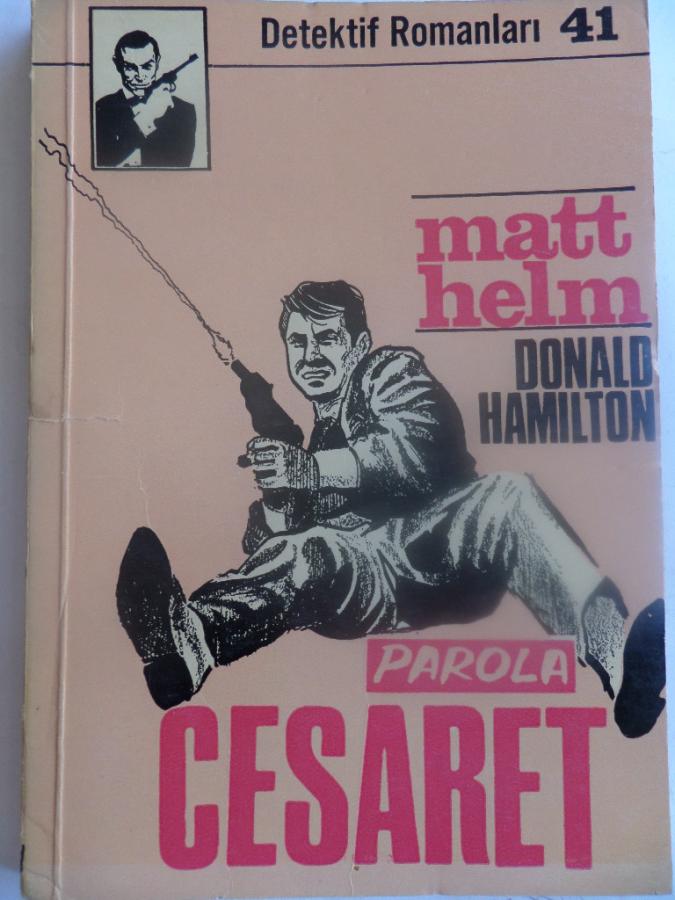 Detektif Romanları 41
matt
helm
DONALD
HAMILTON
PAROLA
CESARET